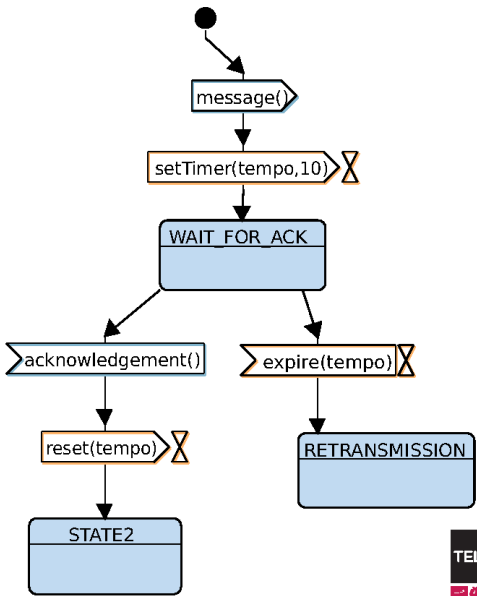 message()
setTimer(tempo,10)
WAIT_FOR_ACK
acknowledgement()
expire(tempo)
reset(tempo)
RETRANSMISSION
STATE2